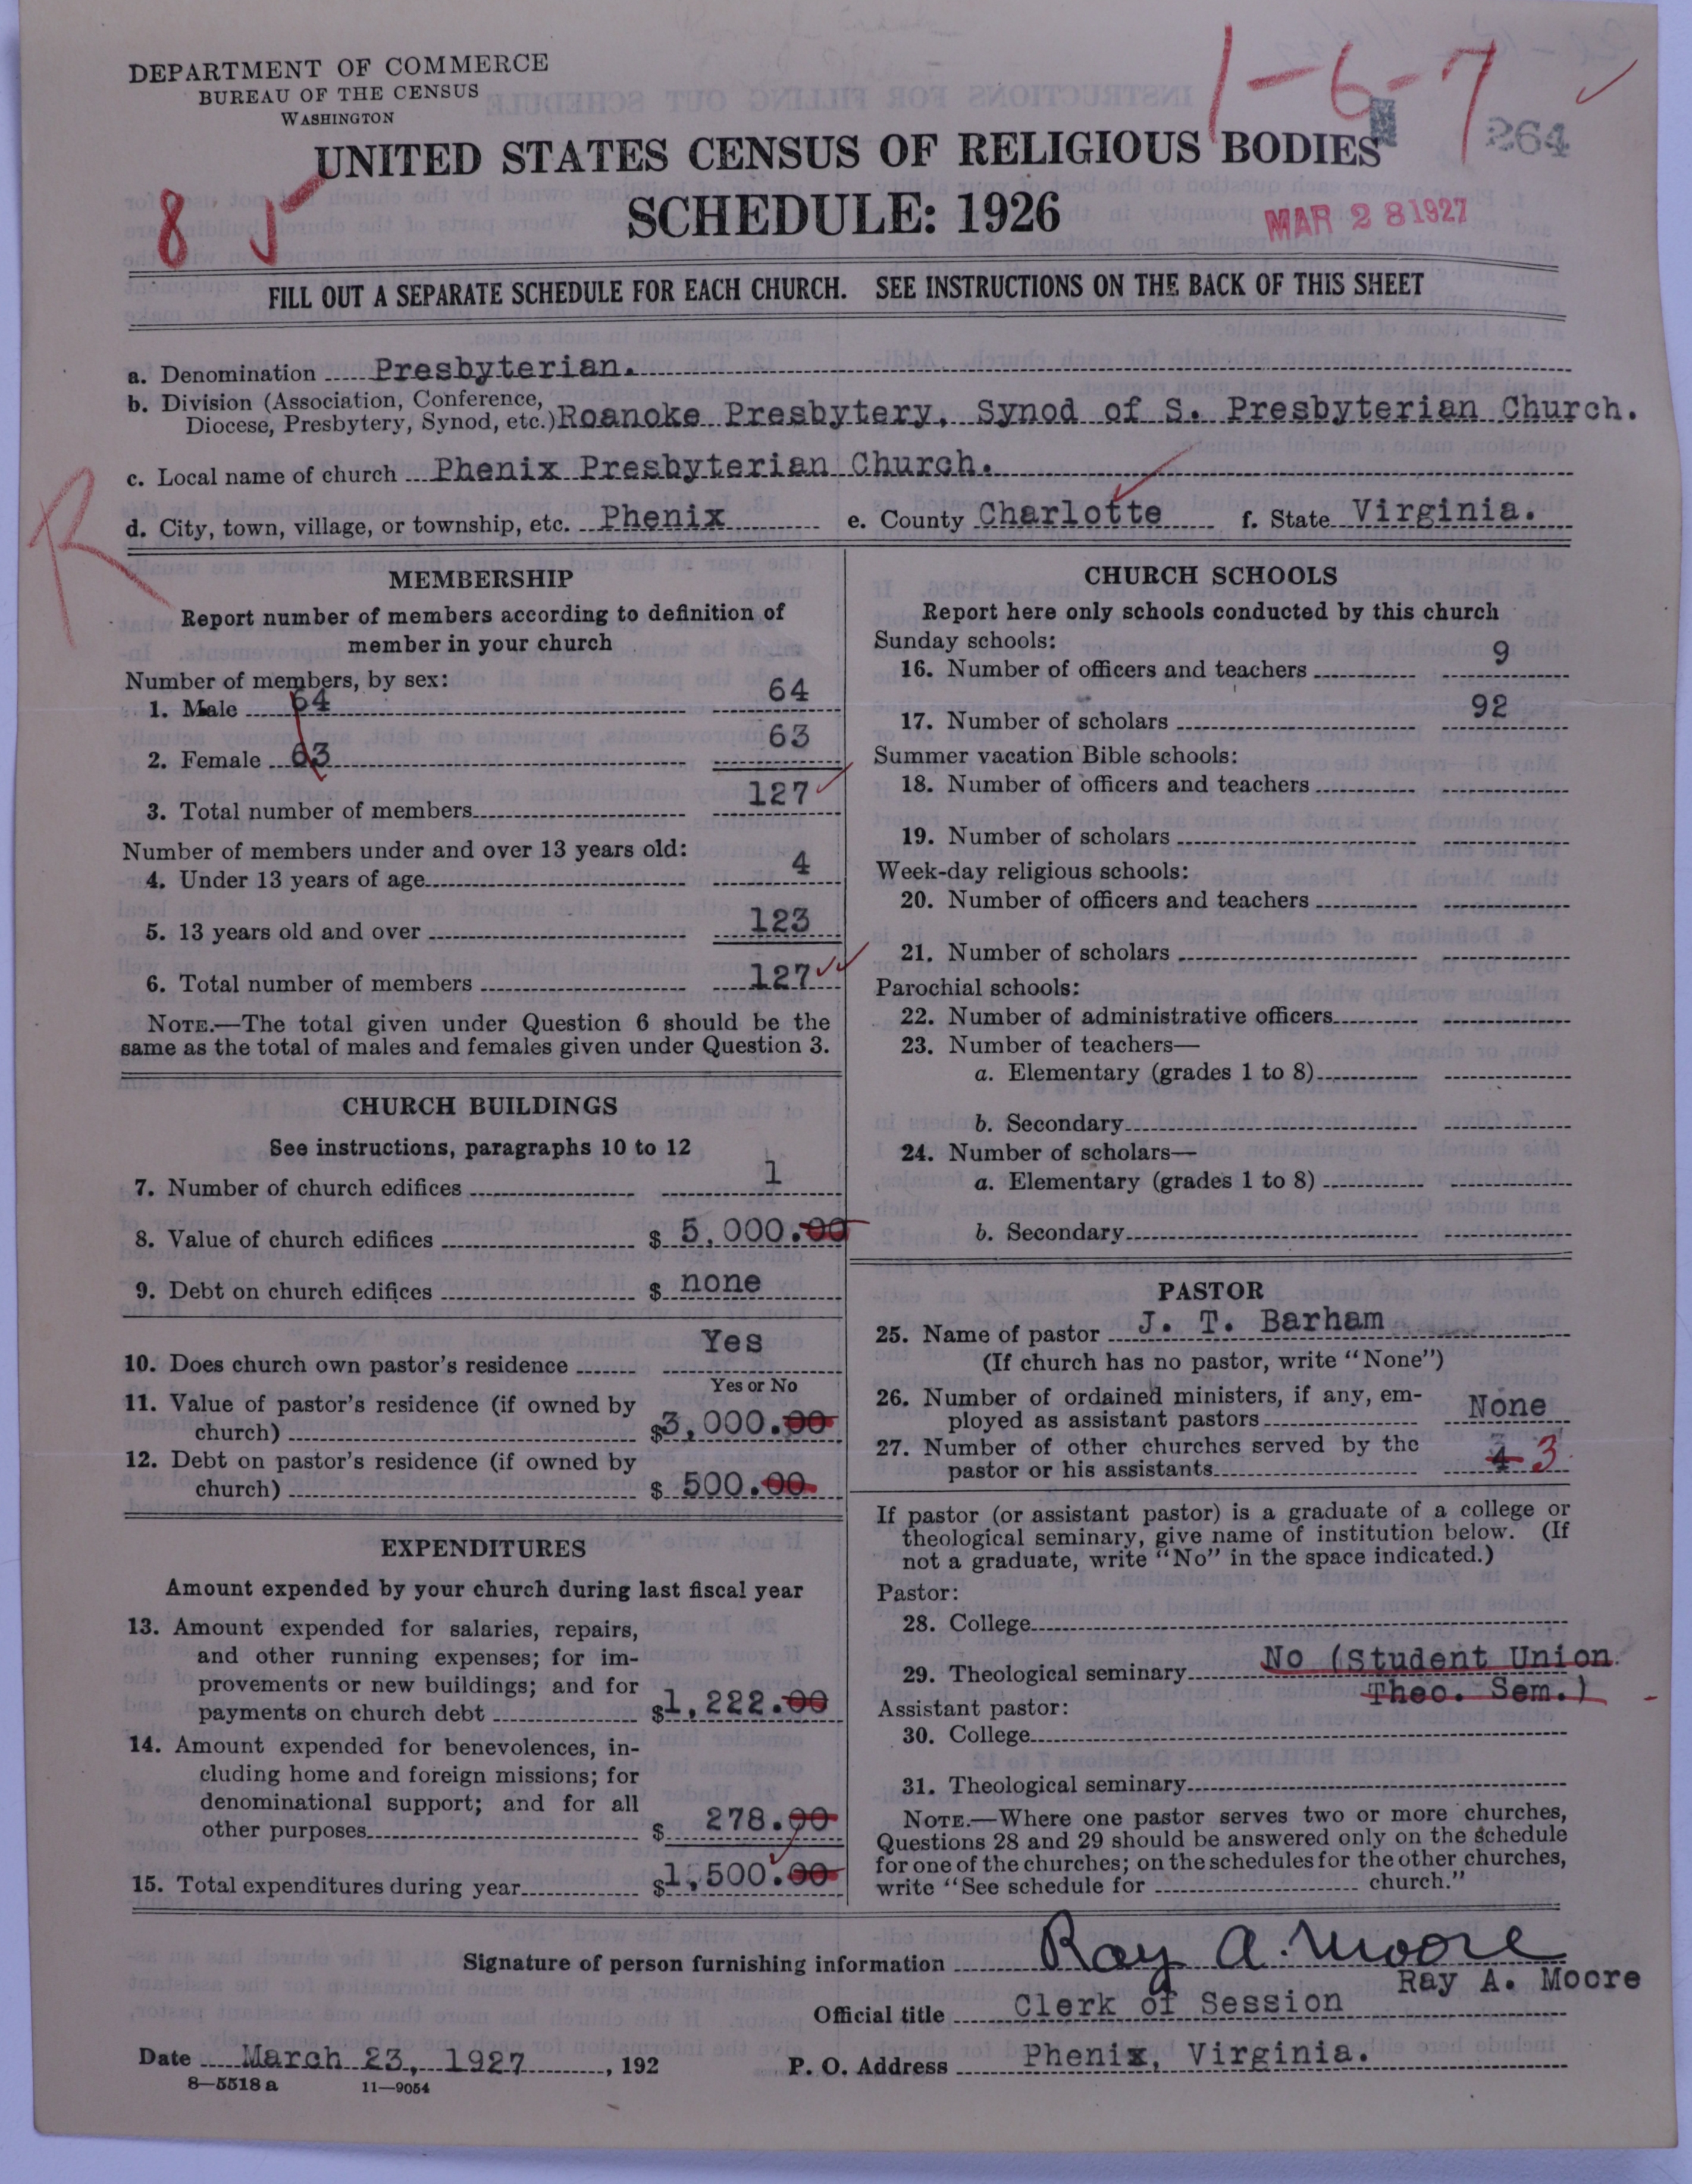 DEPARTMENT OF COMMERCE
BUREAU OF THE CENSUS
WASHINGTON
1-6-7
264
UNITED STATES CENSUS OF RELIGIOUS BODIES
8 5
SCHEDULE: 1926
MAR 28 1927
FILL OUT A SEPARATE SCHEDULE FOR EACH CHURCH. SEE INSTRUCTIONS ON THE BACK OF THIS SHEET
a. Denomination Presbyterian.
b. Division (Association, Conference,
Diocese, Presbytery, Synod, etc.) Roanoke Presbytery, Synod of S. Presbyterian Church.
c. Local name of church Phenix Presbyterian Church.
R
d. City, town, village, or township, etc. Phenix e. County Charlotte f. State Virginia.
MEMBERSHIP
Report number of members according to definition of
member in your church
Number of members, by sex:
1. Male 64 64
2. Female 63 63
3. Total number of members 127
Number of members under and over 13 years old:
4. Under 13 years of age 4
5. 13 years old and over 123
6. Total number of members 127
NOTE.—The total given under Question 6 should be the
same as the total of males and females given under Question 3.
CHURCH BUILDINGS
See instructions, paragraphs 10 to 12
7. Number of church edifices 1
8. Value of church edifices $ 5,000.00
9. Debt on church edifices $ none
10. Does church own pastor's residence Yes
Yes or No
11. Value of pastor's residence (if owned by
church) $3,000.00
12. Debt on pastor's residence (if owned by
church) $ 500.00
EXPENDITURES
Amount expended by your church during last fiscal year
13. Amount expended for salaries, repairs,
and other running expenses; for im-
provements or new buildings; and for
payments on church debt $1,222.00
14. Amount expended for benevolences, in-
cluding home and foreign missions; for
denominational support; and for all
other purposes $ 278.00
15. Total expenditures during year $1,500.00
CHURCH SCHOOLS
Report here only schools conducted by this church
Sunday schools:
16. Number of officers and teachers 9
17. Number of scholars 92
Summer vacation Bible schools:
18. Number of officers and teachers
19. Number of scholars
Week-day religious schools:
20. Number of officers and teachers
21. Number of scholars
Parochial schools:
22. Number of administrative officers
23. Number of teachers—
a. Elementary (grades 1 to 8)
b. Secondary
24. Number of scholars—
a. Elementary (grades 1 to 8)
b. Secondary
PASTOR
25. Name of pastor J. T. Barham
(If church has no pastor, write "None")
26. Number of ordained ministers, if any, em-
ployed as assistant pastors None
27. Number of other churches served by the
pastor or his assistants 4 3
If pastor (or assistant pastor) is a graduate of a college or
theological seminary, give name of institution below. (If
not a graduate, write "No" in the space indicated.)
Pastor:
28. College
29. Theological seminary No (Student Union
Theo. Sem.)
Assistant pastor:
30. College
31. Theological seminary
NOTE.—Where one pastor serves two or more churches,
Questions 28 and 29 should be answered only on the schedule
for one of the churches; on the schedules for the other churches,
write "See schedule for church."
Signature of person furnishing information Ray A. Moore
Ray A. Moore
Official title Clerk of Session
Date March 23, 1927, 192 P. O. Address Phenix, Virginia.
8—5518 a 11—9054